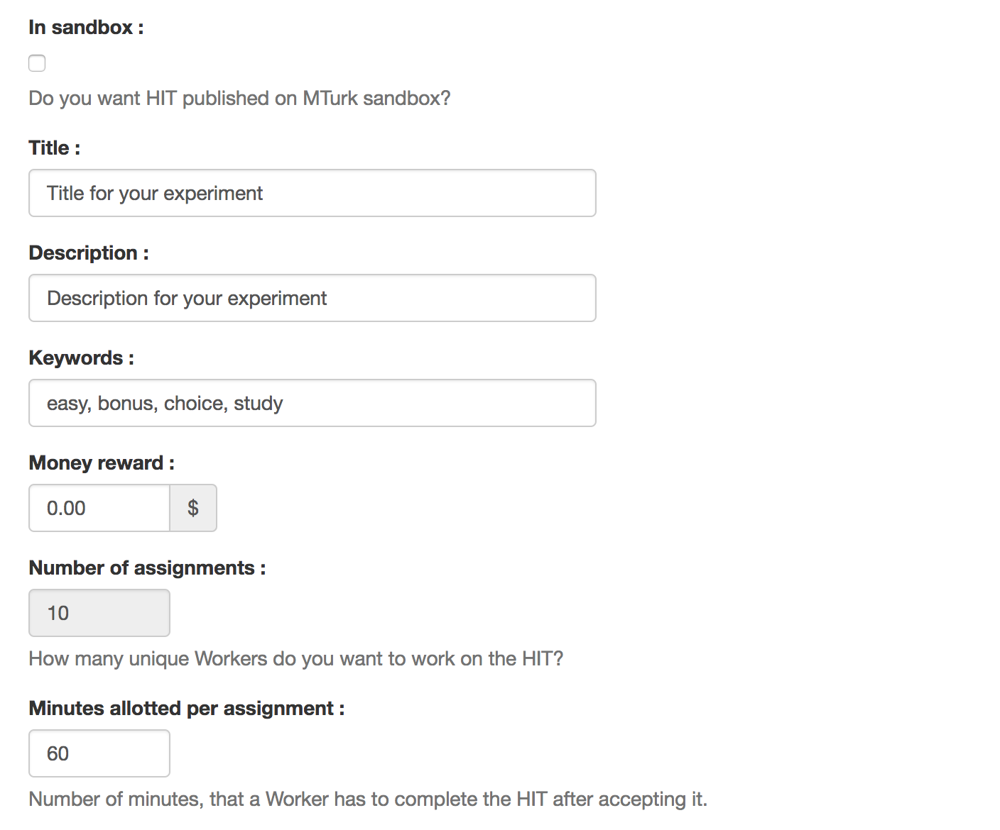 In sandbox :
Do you want HIT published on MTurk sandbox?
Title :
Title for your experiment
Description :
Description for your experiment
Keywords :
easy, bonus, choice, study
Money reward :
0.00 $
Number of assignments :
10
How many unique Workers do you want to work on the HIT?
Minutes allotted per assignment :
60
Number of minutes, that a Worker has to complete the HIT after accepting it.